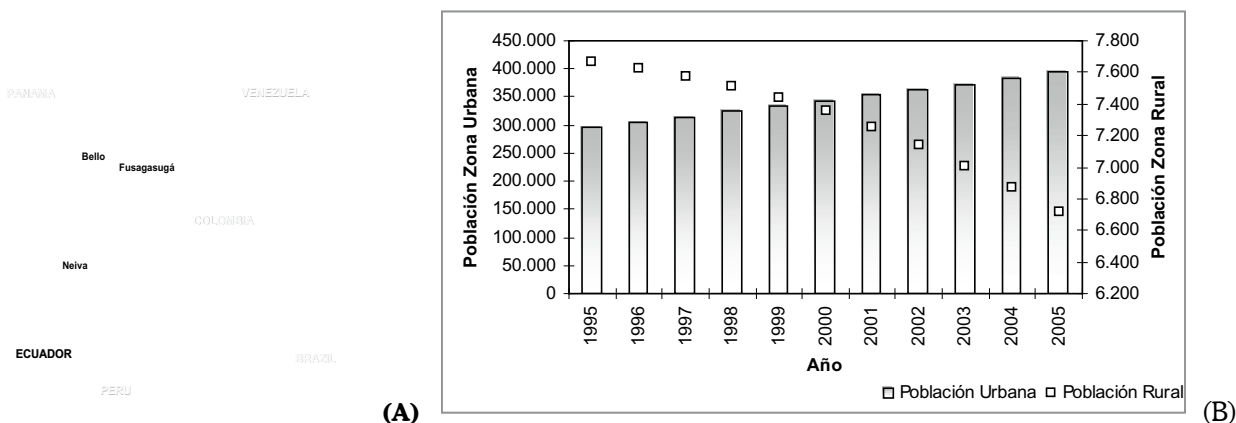 PANAMA
VENEZUELA
Bello
Fusagasugá
COLOMBIA
Neiva
ECUADOR
BRAZIL
PERU
(A)
Población Zona Urbana
450.000
400.000
350.000
300.000
250.000
200.000
150.000
100.000
50.000
0
7.800
7.600
7.400
7.200
7.000
6.800
6.600
6.400
6.200
Población Zona Rural
1995 1996 1997 1998 1999 2000 2001 2002 2003 2004 2005
Año
Población Urbana Población Rural
(B)